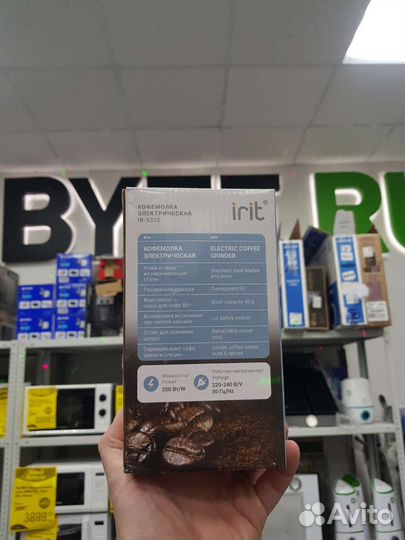 BY
RU
КОФЕМОЛКА
ЭЛЕКТРИЧЕСКАЯ
IR-5305
irit
КОФЕМОЛКА
ЭЛЕКТРИЧЕСКАЯ
ELECTRIC COFFEE
GRINDER
Ножи и чаша
из нержавеющей
стали
Stainless steel blades
and bowl
Прозрачная крышка
Transparent lid
Вместимость
чаши для кофе 60 г
Bowl capacity 60 g
Блокировка включения
при снятой крышке
Lid safety switch
Отсек для хранения
шнура
Retractable power
cord
Перемалывает кофе,
орехи и специи
Grinds coffee beans,
nuts & spices
Мощность/
Power:
200 Вт/W
Рабочее напряжение/
Voltage:
220-240 В/V
50 Гц/Hz
3899
Avito